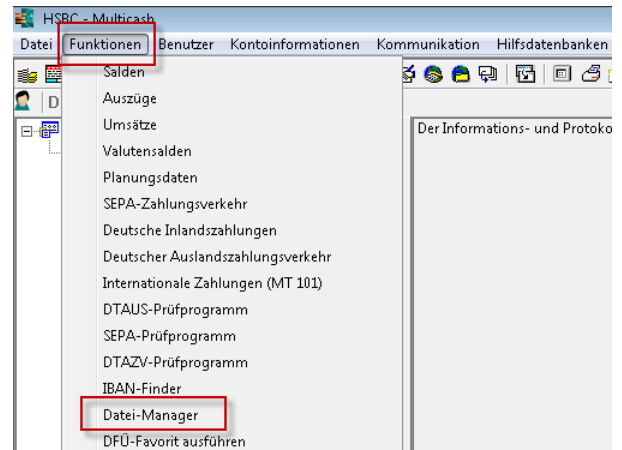 HSBC - Multicash
Datei Funktionen Benutzer Kontoinformationen Kommunikation Hilfsdatenbanken
D
Der Informations- und Protoko
Salden
Auszüge
Umsätze
Valutensalden
Planungsdaten
SEPA-Zahlungsverkehr
Deutsche Inlandszahlungen
Deutscher Auslandszahlungsverkehr
Internationale Zahlungen (MT 101)
DTAUS-Prüfprogramm
SEPA-Prüfprogramm
DTAZV-Prüfprogramm
IBAN-Finder
Datei-Manager
DFÜ-Favorit ausführen